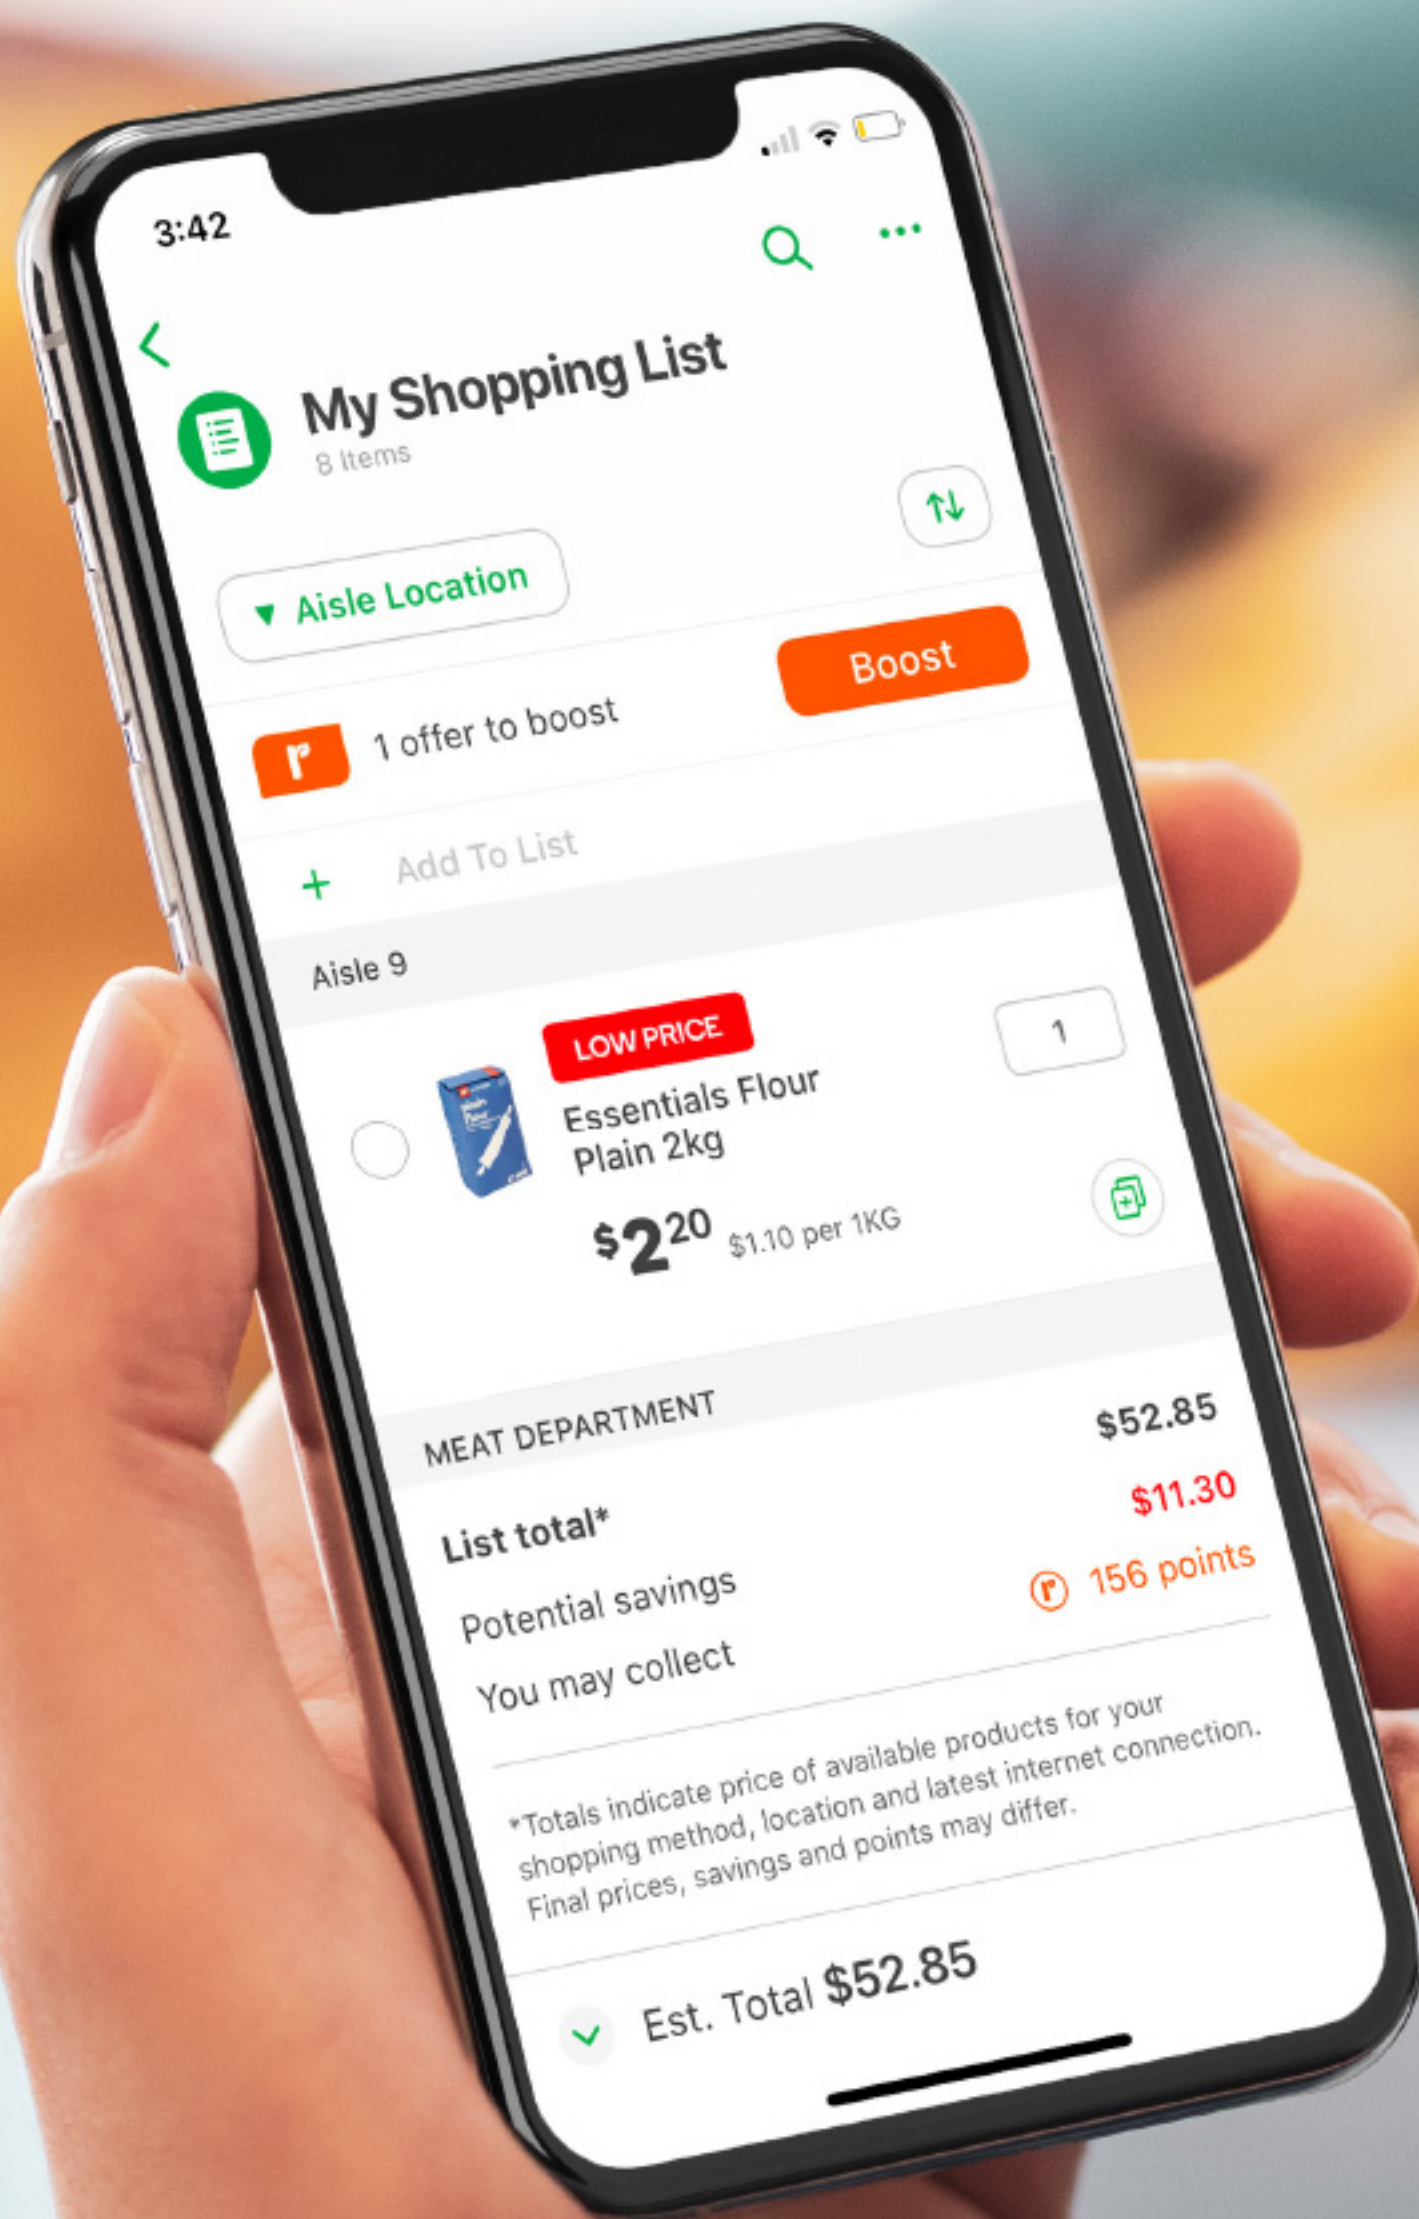 3:42
My Shopping List
8 Items
▼ Aisle Location
r 1 offer to boost Boost
+ Add To List
Aisle 9
LOW PRICE
1
Essentials Flour
Plain 2kg
$2.20 $1.10 per 1KG
plain
flour
MEAT DEPARTMENT
List total* $52.85
Potential savings $11.30
You may collect r 156 points
*Totals indicate price of available products for your
shopping method, location and latest internet connection.
Final prices, savings and points may differ.
Est. Total $52.85